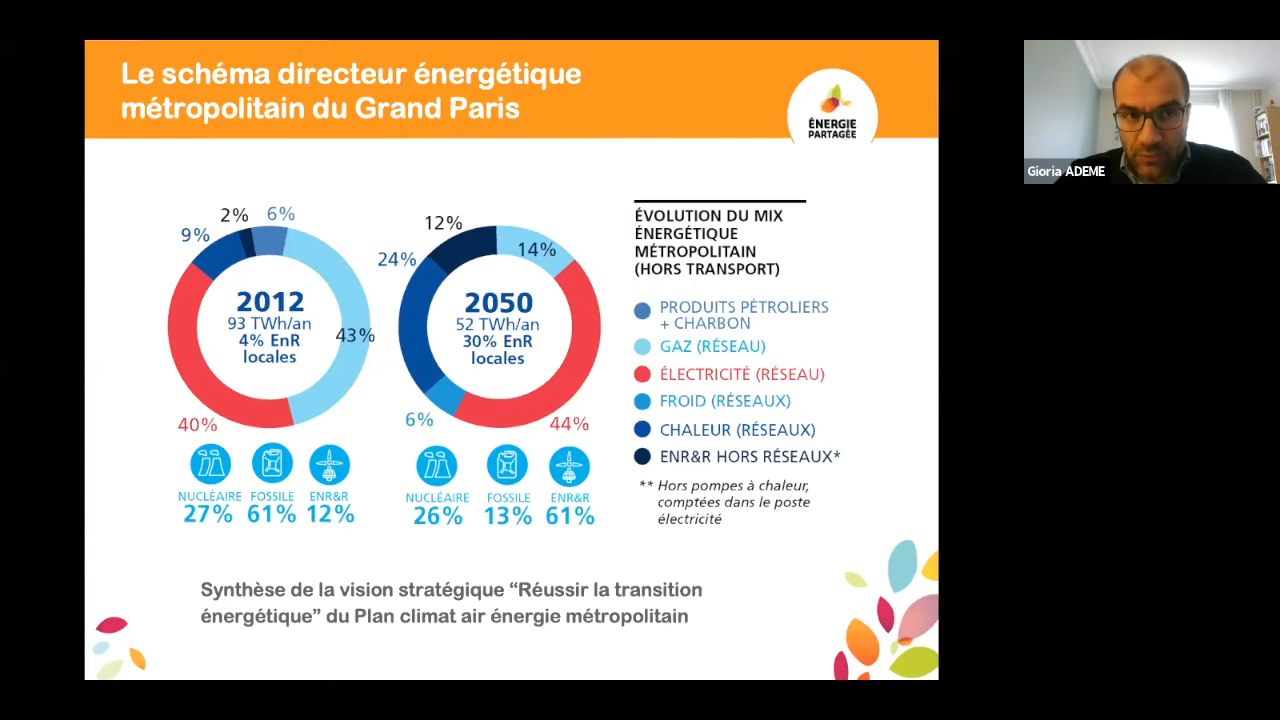 Le schéma directeur énergétique
métropolitain du Grand Paris
ÉNERGIE
PARTAGÉE
Gioria ADEME
2%
6%
9%
2012
93 TWh/an
4% EnR
locales
43%
40%
NUCLÉAIRE
27%
FOSSILE
61%
ENR&R
12%
12%
14%
24%
2050
52 TWh/an
30% EnR
locales
6%
44%
NUCLÉAIRE
26%
FOSSILE
13%
ENR&R
61%
ÉVOLUTION DU MIX
ÉNERGÉTIQUE
MÉTROPOLITAIN
(HORS TRANSPORT)
PRODUITS PÉTROLIERS
+ CHARBON
GAZ (RÉSEAU)
ÉLECTRICITÉ (RÉSEAU)
FROID (RÉSEAUX)
CHALEUR (RÉSEAUX)
ENR&R HORS RÉSEAUX*
** Hors pompes à chaleur,
comptées dans le poste
électricité
Synthèse de la vision stratégique “Réussir la transition
énergétique” du Plan climat air énergie métropolitain